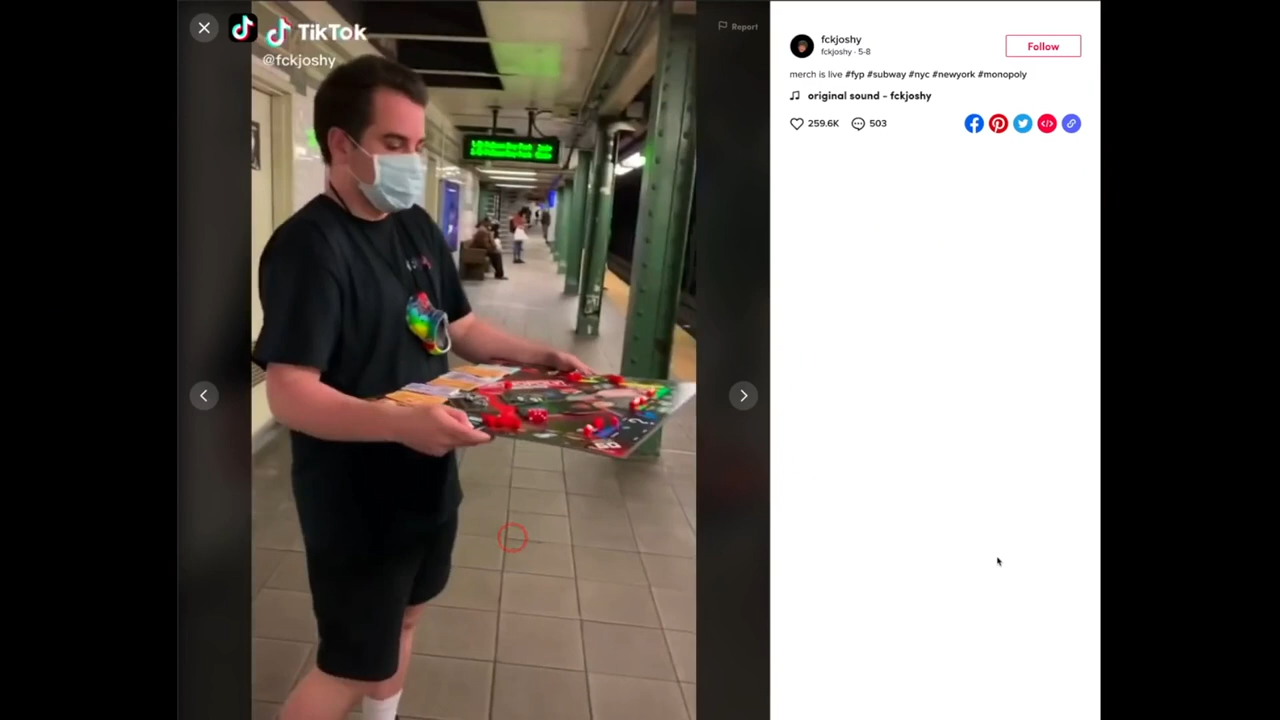 TikTok
@fckjoshy
Report
fckjoshy
fckjoshy · 5-8
Follow
merch is live #fyp #subway #nyc #newyork #monopoly
original sound - fckjoshy
259.6K
503